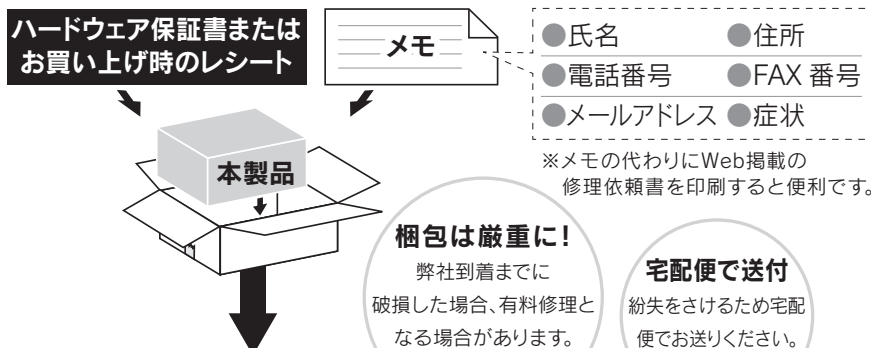 ハードウェア保証書または
お買い上げ時のレシート
メモ
●氏名 ●住所
●電話番号 ●FAX 番号
●メールアドレス ●症状
※メモの代わりにWeb掲載の
修理依頼書を印刷すると便利です。
本製品
梱包は厳重に!
弊社到着までに
破損した場合、有料修理と
なる場合があります。
宅配便で送付
紛失をさけるため宅配
便でお送りください。